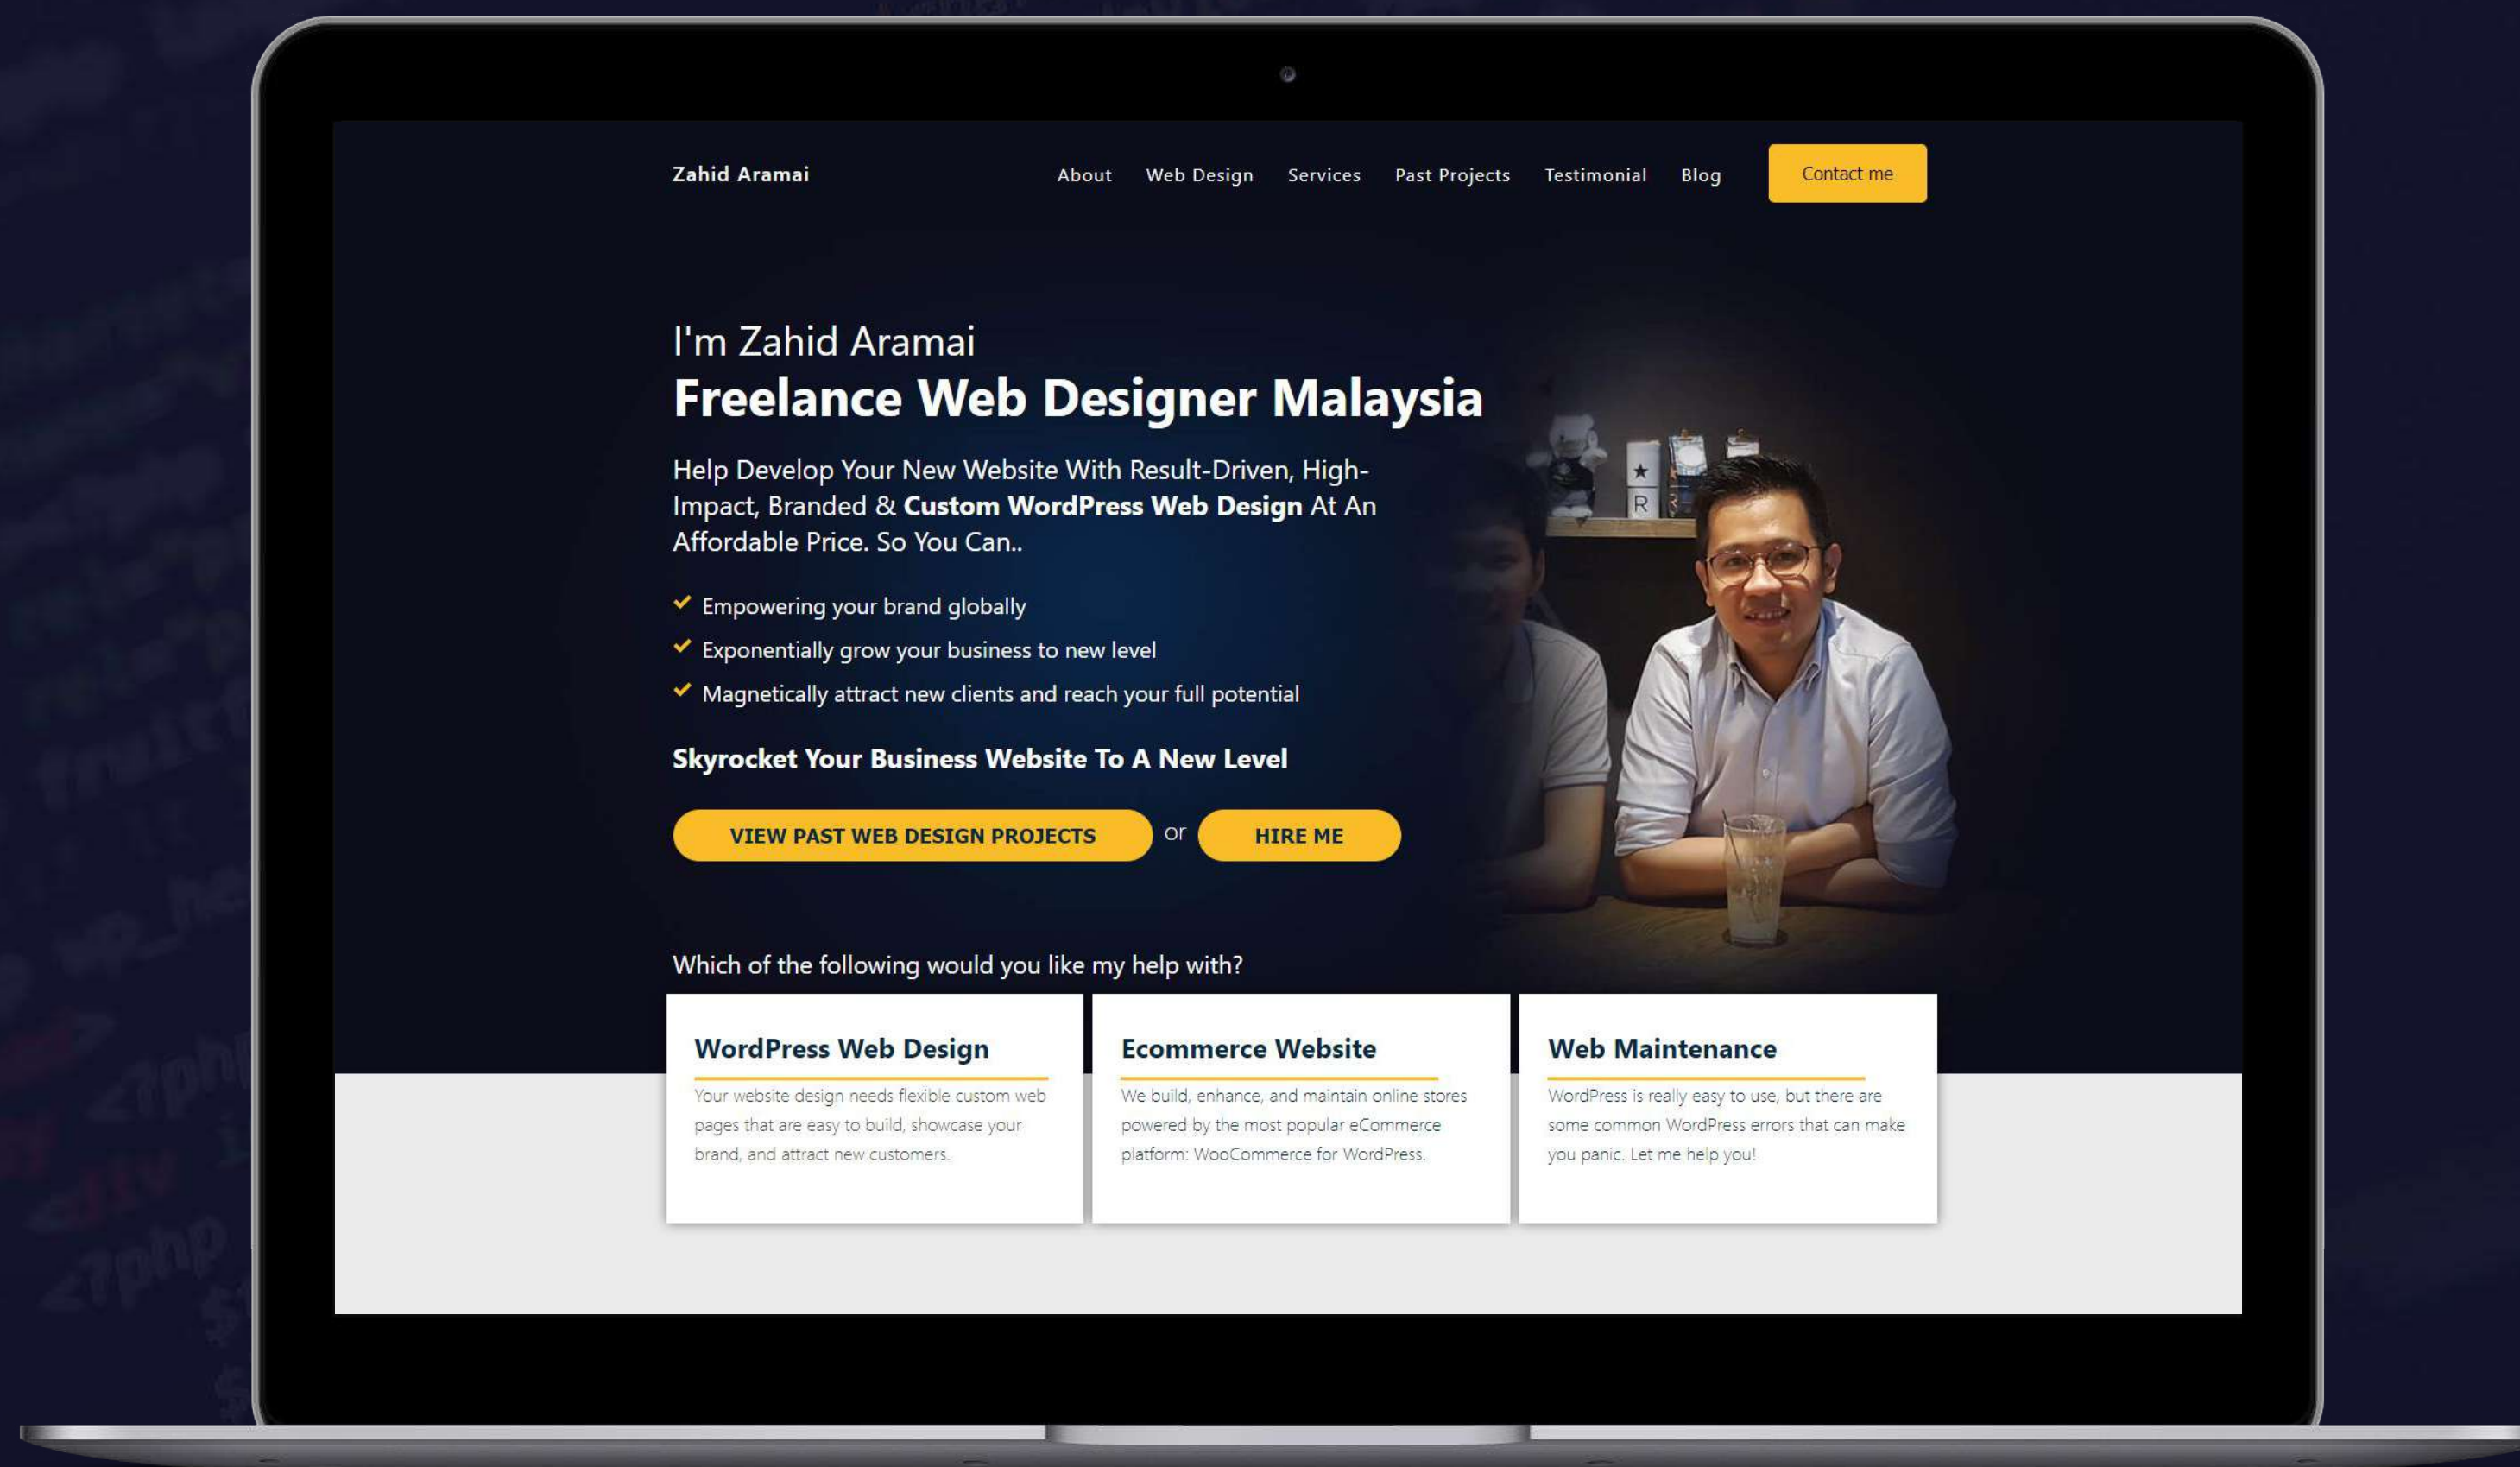 Zahid Aramai
About Web Design Services Past Projects Testimonial Blog Contact me
I'm Zahid Aramai
Freelance Web Designer Malaysia
Help Develop Your New Website With Result-Driven, High-
Impact, Branded & Custom WordPress Web Design At An
Affordable Price. So You Can..
Empowering your brand globally
Exponentially grow your business to new level
Magnetically attract new clients and reach your full potential
Skyrocket Your Business Website To A New Level
VIEW PAST WEB DESIGN PROJECTS or HIRE ME
R
Which of the following would you like my help with?
WordPress Web Design
Your website design needs flexible custom web
pages that are easy to build, showcase your
brand, and attract new customers.
Ecommerce Website
We build, enhance, and maintain online stores
powered by the most popular eCommerce
platform: WooCommerce for WordPress.
Web Maintenance
WordPress is really easy to use, but there are
some common WordPress errors that can make
you panic. Let me help you!
<?php
<div
<?php